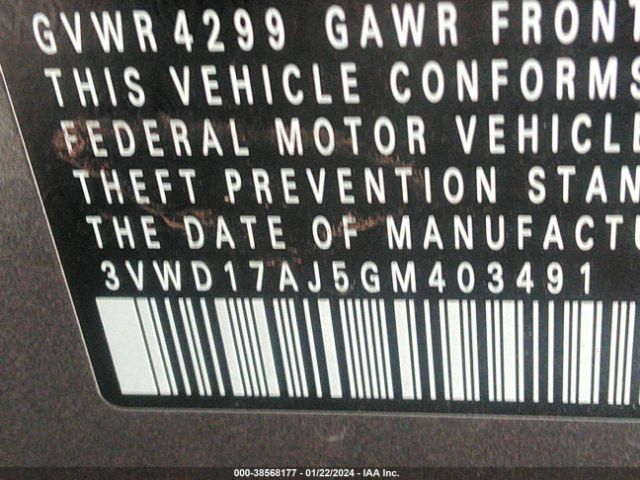 GVWR 4299 GAWR FRONT
THIS VEHICLE CONFORMS
FEDERAL MOTOR VEHICLE
THEFT PREVENTION STAN
THE DATE OF MANUFACTU
3VWD17AJ5GM403491
000-38568177 - 01/22/2024 - IAA Inc.